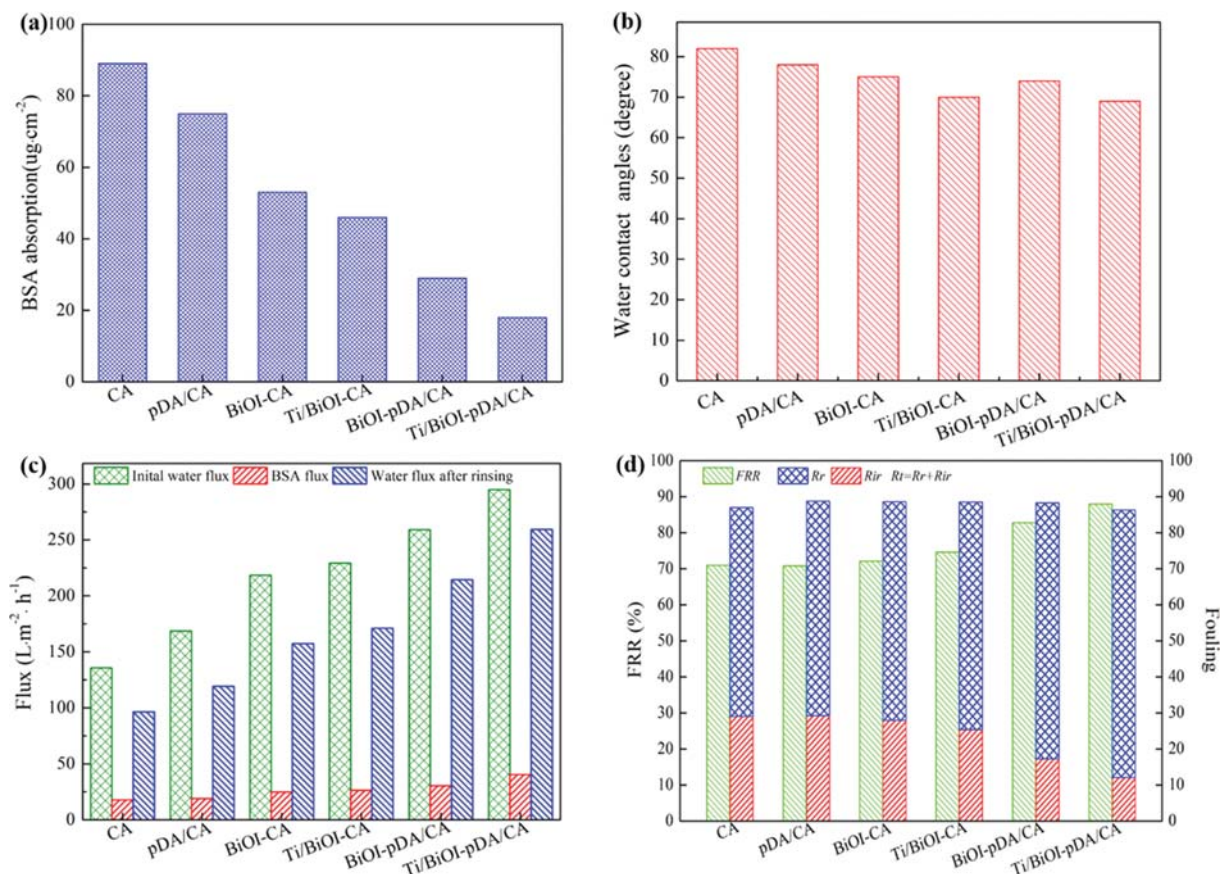 (a)
BSA absorption(ug·cm⁻²)
100
80
60
40
20
0
CA
pDA/CA
BiOI-CA
Ti/BiOI-CA
BiOI-pDA/CA
Ti/BiOI-pDA/CA
(b)
Water contact angles (degree)
80
70
60
50
40
30
20
10
0
CA
pDA/CA
BiOI-CA
Ti/BiOI-CA
BiOI-pDA/CA
Ti/BiOI-pDA/CA
(c)
Inital water flux BSA flux Water flux after rinsing
Flux (L·m⁻²· h⁻¹)
300
250
200
150
100
50
0
CA
pDA/CA
BiOI-CA
Ti/BiOI-CA
BiOI-pDA/CA
Ti/BiOI-pDA/CA
(d)
FRR Rr Rir Rt=Rr+Rir
FRR (%)
100
90
80
70
60
50
40
30
20
10
0
CA
pDA/CA
BiOI-CA
Ti/BiOI-CA
BiOI-pDA/CA
Ti/BiOI-pDA/CA
100
90
80
70
60
50
40
30
20
10
0
Fouling